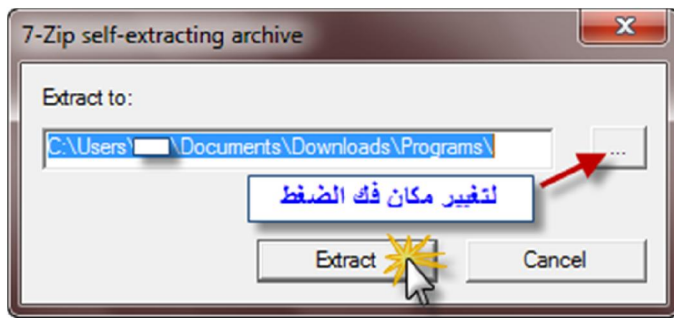 7-Zip self-extracting archive
Extract to:
C:\Users\ \Documents\Downloads\Programs\
...
لتغيير مكان فك الضغط
Extract
Cancel